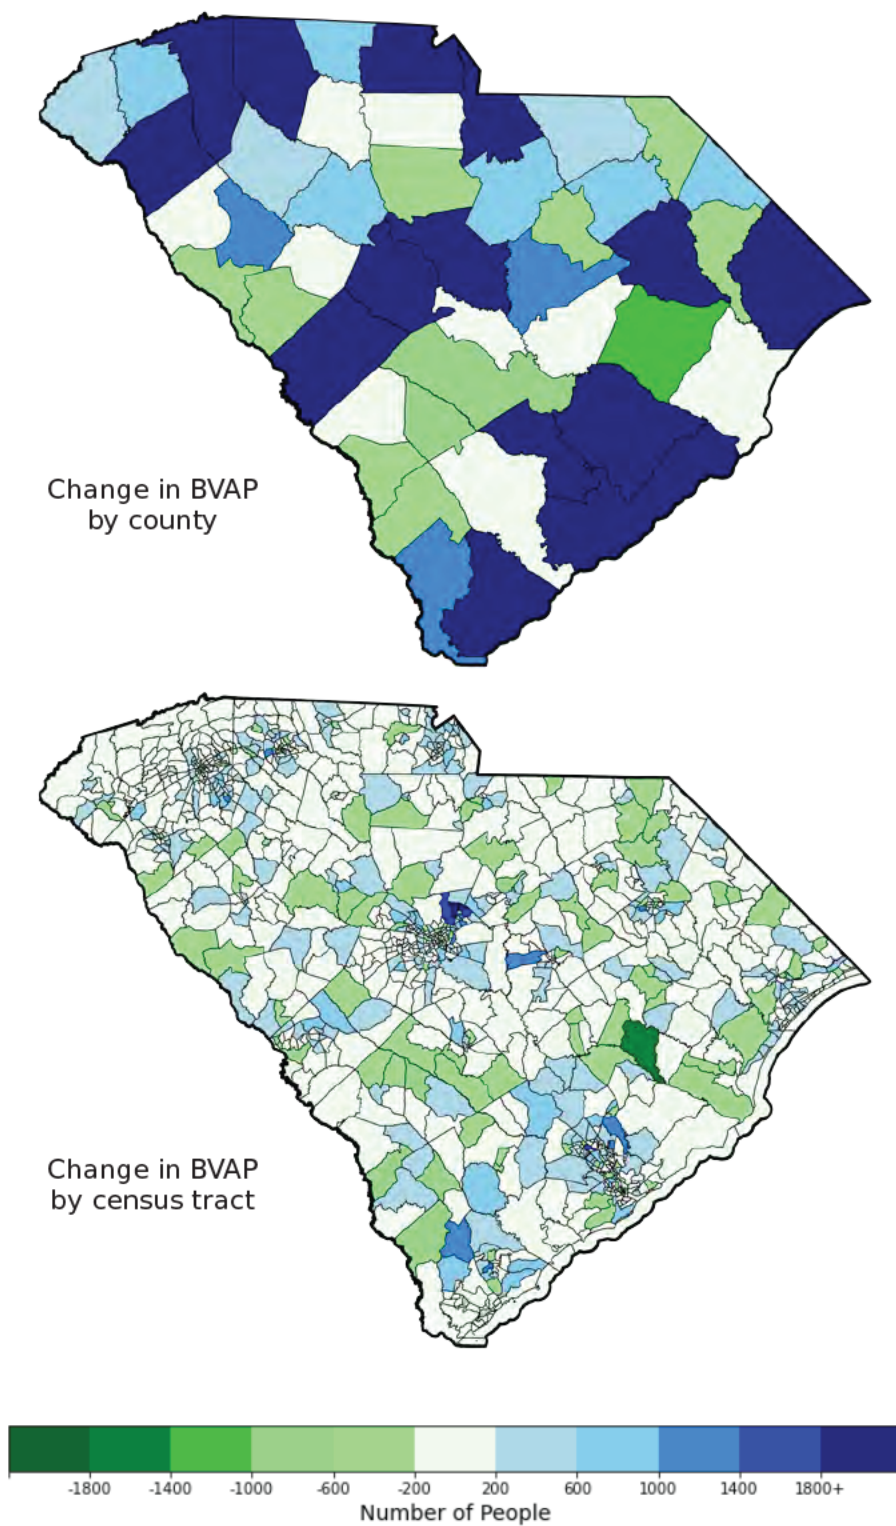 Change in BVAP
by county
Change in BVAP
by census tract
-1800 -1400 -1000 -600 -200 200 600 1000 1400 1800+
Number of People